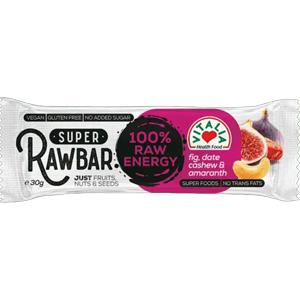 VEGAN | GLUTEN FREE | NO ADDED SUGAR
SUPER
RAWBAR.
℮ 30g
JUST FRUITS,
NUTS & SEEDS
100%
RAW
ENERGY
VITALIA
Health Food
fig, date
cashew &
amaranth
SUPER FOODS | NO TRANS FATS